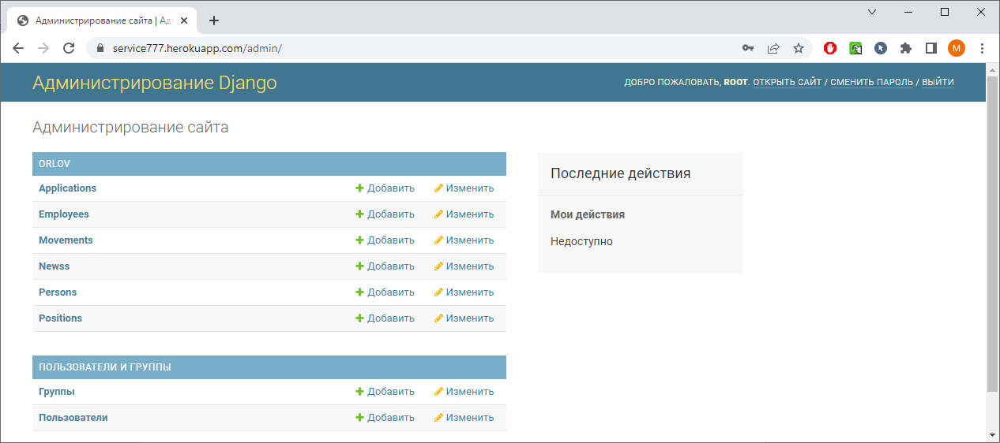 Администрирование сайта | Ад
service777.herokuapp.com/admin/
M
Администрирование Django
ДОБРО ПОЖАЛОВАТЬ, ROOT. ОТКРЫТЬ САЙТ / СМЕНИТЬ ПАРОЛЬ / ВЫЙТИ
Администрирование сайта
ORLOV
Applications Добавить Изменить
Employees Добавить Изменить
Movements Добавить Изменить
Newss Добавить Изменить
Persons Добавить Изменить
Positions Добавить Изменить
ПОЛЬЗОВАТЕЛИ И ГРУППЫ
Группы Добавить Изменить
Пользователи Добавить Изменить
Последние действия
Мои действия
Недоступно